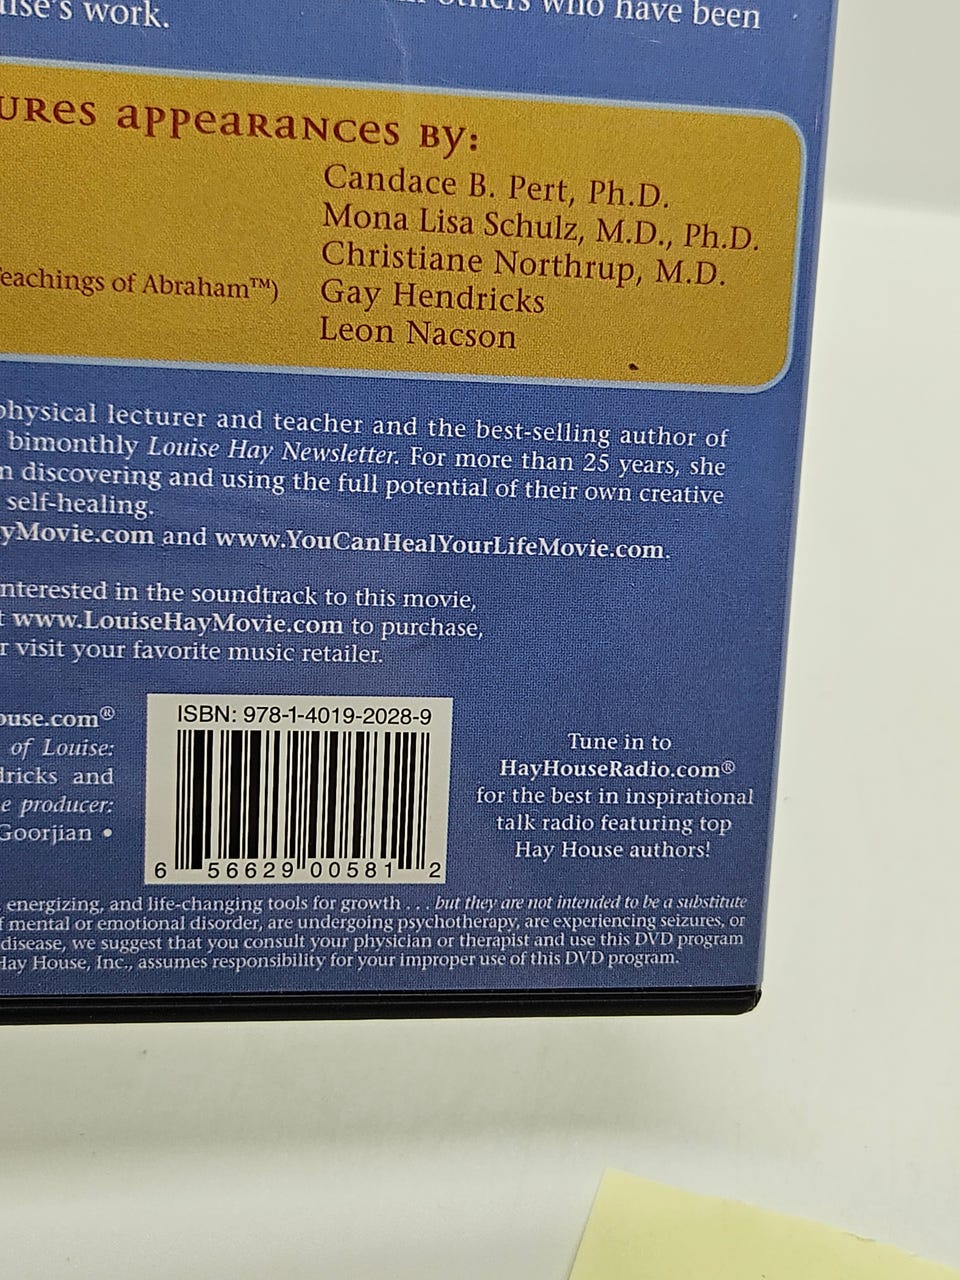 ise's work.
others who have been
URes appearances by:
Candace B. Pert, Ph.D.
Mona Lisa Schulz, M.D., Ph.D.
Christiane Northrup, M.D.
eachings of Abraham™)
Gay Hendricks
Leon Nacson
physical lecturer and teacher and the best-selling author of
bimonthly Louise Hay Newsletter. For more than 25 years, she
n discovering and using the full potential of their own creative
self-healing.
yMovie.com and www.YouCanHealYourLifeMovie.com.
nterested in the soundtrack to this movie,
t www.LouiseHayMovie.com to purchase,
r visit your favorite music retailer.
ouse.com®
of Louise:
dricks and
e producer:
Goorjian •
ISBN: 978-1-4019-2028-9
6 56629 00581 2
Tune in to
HayHouseRadio.com®
for the best in inspirational
talk radio featuring top
Hay House authors!
energizing, and life-changing tools for growth . . . but they are not intended to be a substitute
f mental or emotional disorder, are undergoing psychotherapy, are experiencing seizures, or
disease, we suggest that you consult your physician or therapist and use this DVD program
Hay House, Inc., assumes responsibility for your improper use of this DVD program.